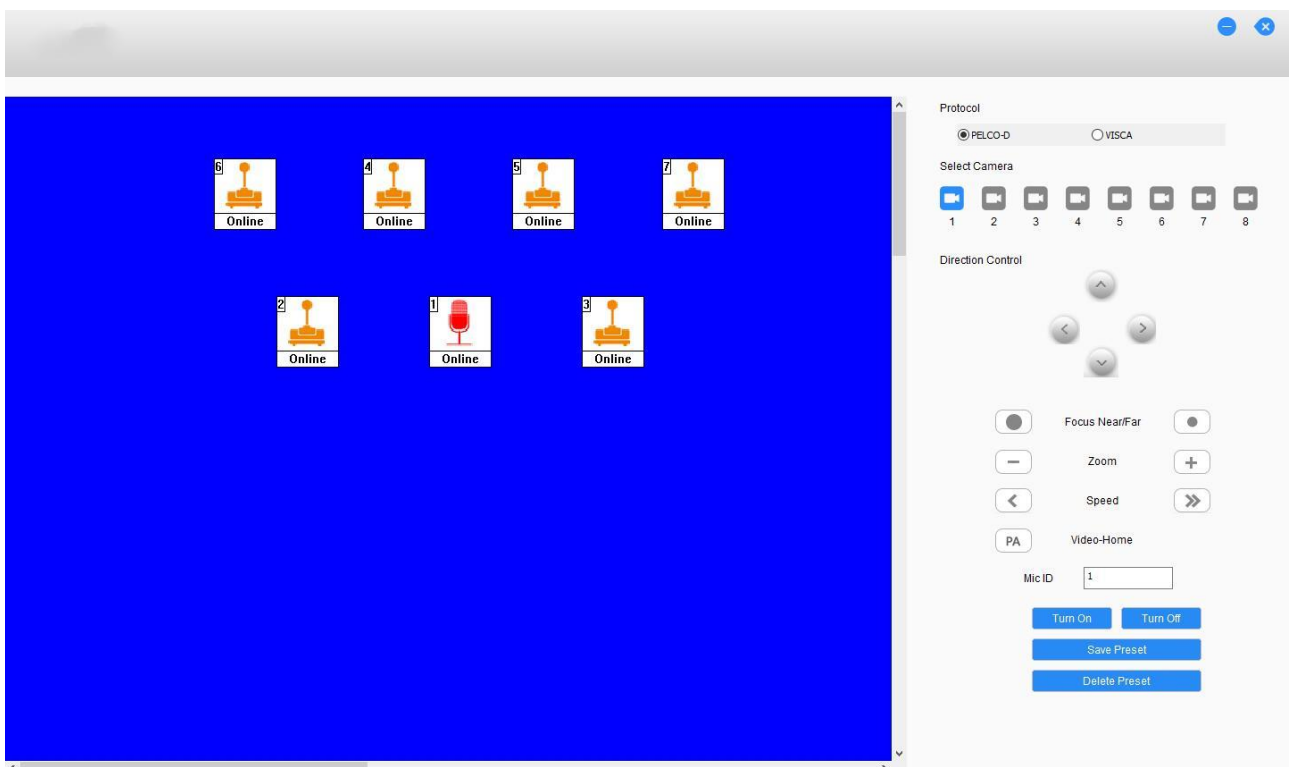 Protocol
PELCO-D VISCA
Select Camera
1 2 3 4 5 6 7 8
Direction Control
Focus Near/Far
Zoom
Speed
PA Video-Home
Mic ID 1
Turn On Turn Off
Save Preset
Delete Preset
6 4 5 7
Online Online Online Online
2 1 3
Online Online Online